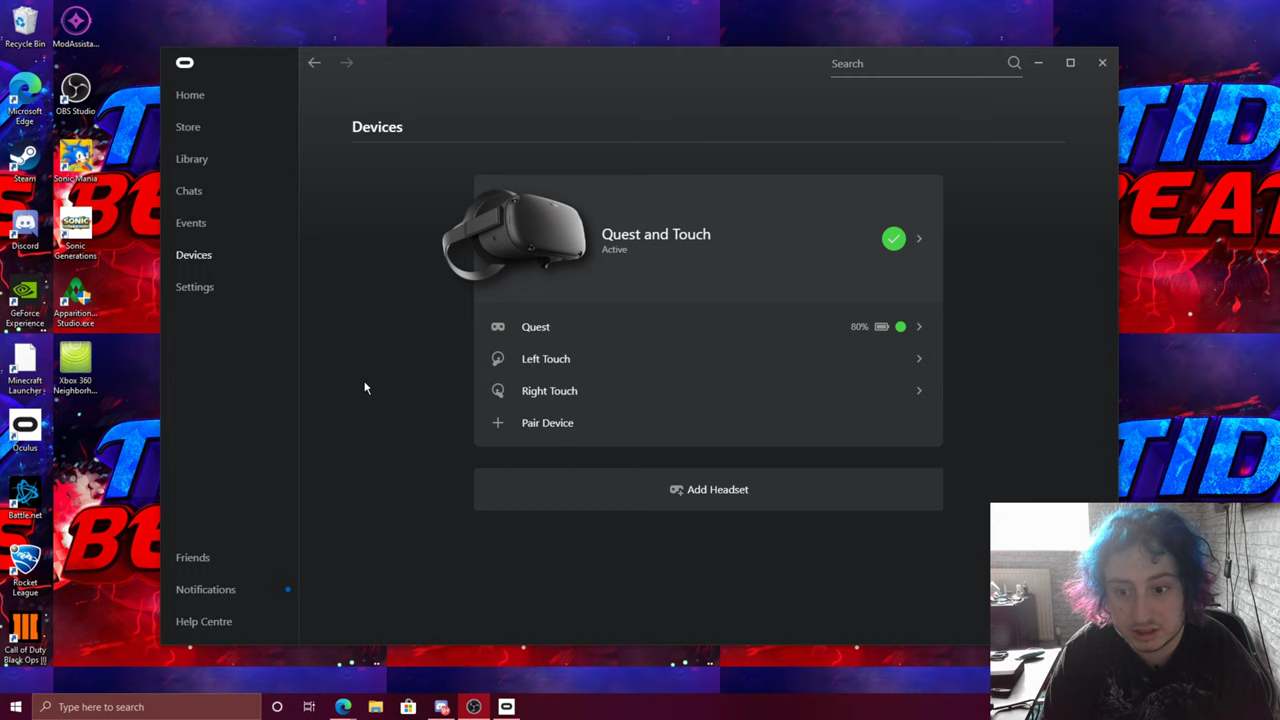 Recycle Bin
ModAssista...
Microsoft
Edge
OBS Studio
Steam
Sonic Mania
Discord
Sonic
Generations
GeForce
Experience
Apparition...
Studio.exe
Minecraft
Launcher
Xbox 360
Neighborh...
Oculus
Battle.net
Rocket
League
Call of Duty
Black Ops III
Home
Store
Library
Chats
Events
Devices
Settings
Friends
Notifications
Help Centre
Search
Devices
Quest and Touch
Active
Quest
80%
Left Touch
Right Touch
Pair Device
Add Headset
Type here to search